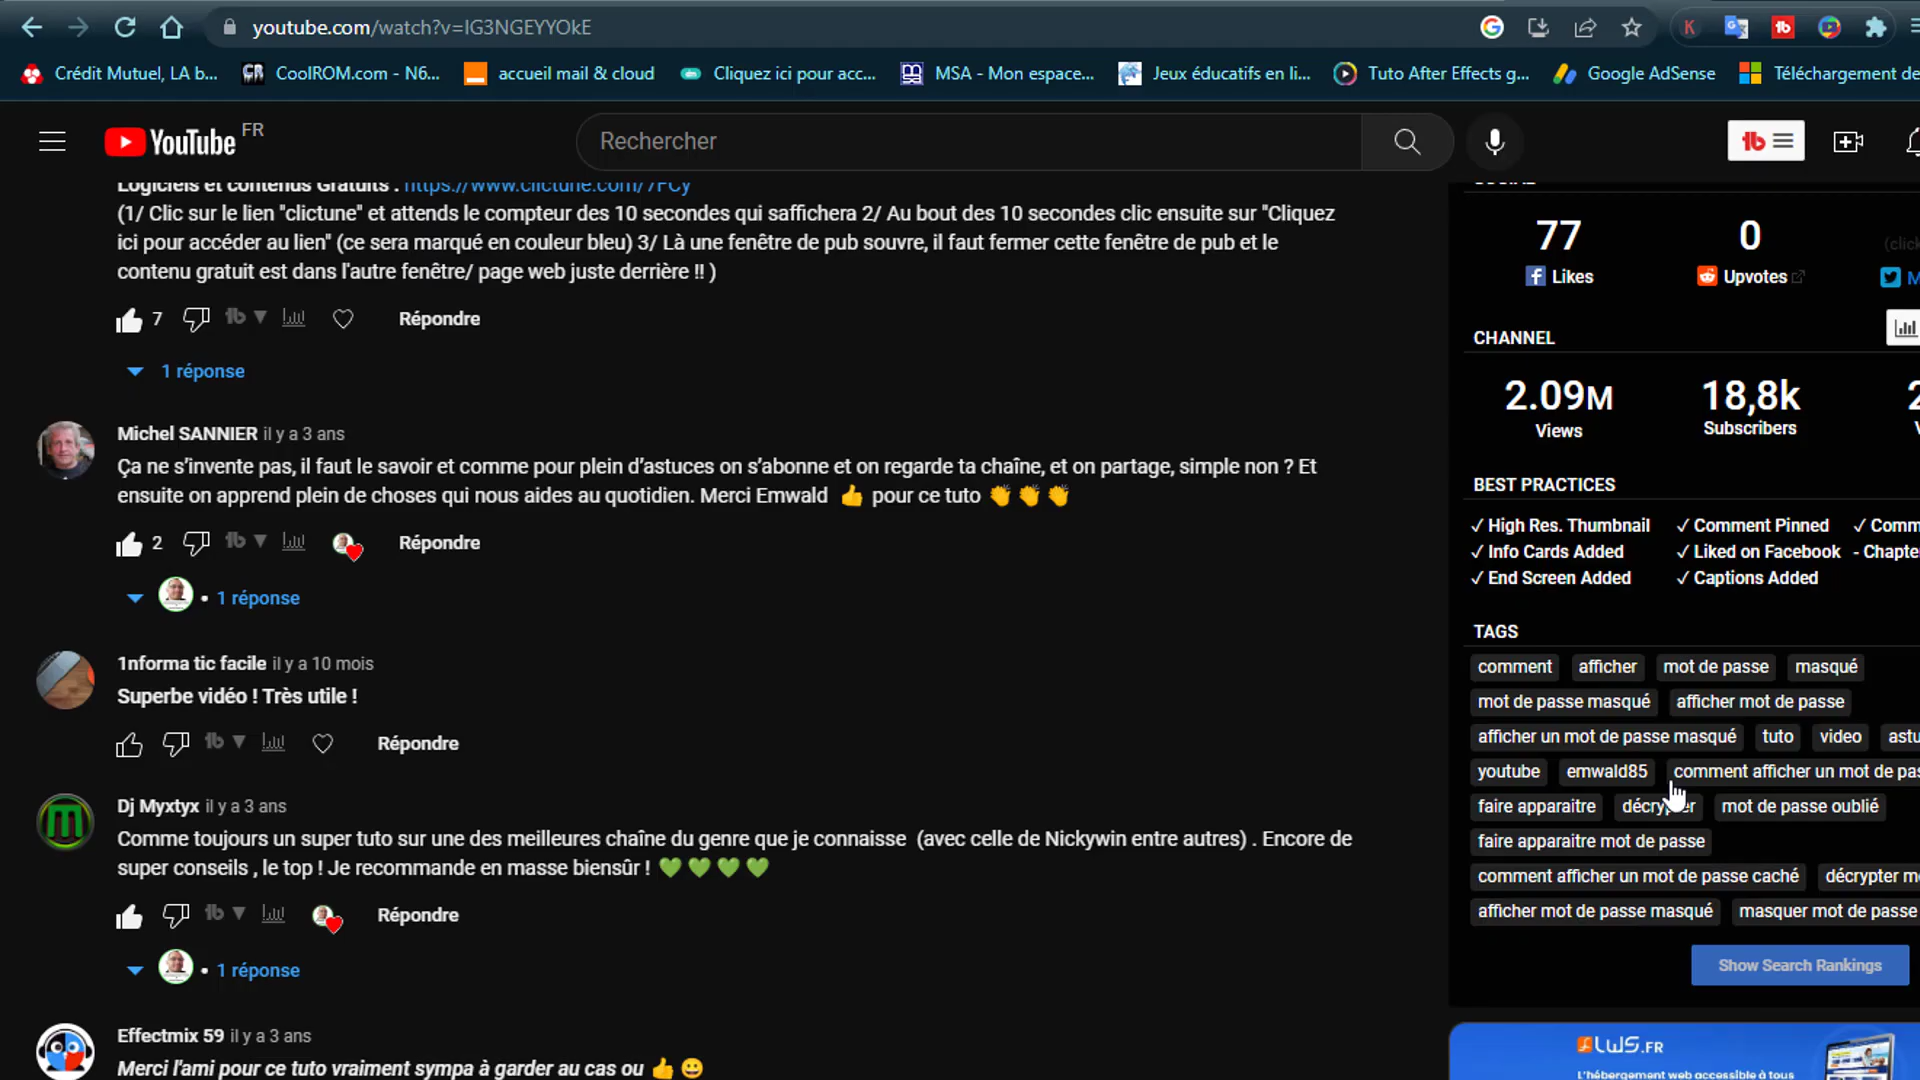 youtube.com/watch?v=IG3NGEYYOkE
Crédit Mutuel, LA b...
CoolROM.com - N6...
accueil mail & cloud
Cliquez ici pour acc...
MSA - Mon espace...
Jeux éducatifs en li...
Tuto After Effects g...
Google AdSense
Téléchargement de
YouTube FR
Rechercher
Logiciels et contenus Gratuits : https://www.clictune.com/7FCy
(1/ Clic sur le lien "clictune" et attends le compteur des 10 secondes qui saffichera 2/ Au bout des 10 secondes clic ensuite sur "Cliquez
ici pour accéder au lien" (ce sera marqué en couleur bleu) 3/ Là une fenêtre de pub souvre, il faut fermer cette fenêtre de pub et le
contenu gratuit est dans l'autre fenêtre/ page web juste derrière !! )
7 Répondre
1 réponse
Michel SANNIER il y a 3 ans
Ça ne s'invente pas, il faut le savoir et comme pour plein d'astuces on s'abonne et on regarde ta chaîne, et on partage, simple non ? Et
ensuite on apprend plein de choses qui nous aides au quotidien. Merci Emwald 👍 pour ce tuto 👏 👏 👏
2 Répondre
• 1 réponse
1nforma tic facile il y a 10 mois
Superbe vidéo ! Très utile !
Répondre
Dj Myxtyx il y a 3 ans
Comme toujours un super tuto sur une des meilleures chaîne du genre que je connaisse (avec celle de Nickywin entre autres) . Encore de
super conseils , le top ! Je recommande en masse biensûr ! 💚 💚 💚 💚
Répondre
• 1 réponse
Effectmix 59 il y a 3 ans
Merci l'ami pour ce tuto vraiment sympa à garder au cas ou 👍 😀
77 0 (clic
Likes Upvotes M
CHANNEL
2.09M 18,8k 2
Views Subscribers V
BEST PRACTICES
✓ High Res. Thumbnail ✓ Comment Pinned ✓ Comm
✓ Info Cards Added ✓ Liked on Facebook - Chapte
✓ End Screen Added ✓ Captions Added
TAGS
comment afficher mot de passe masqué
mot de passe masqué afficher mot de passe
afficher un mot de passe masqué tuto video astu
youtube emwald85 comment afficher un mot de pas
faire apparaitre décrypter mot de passe oublié
faire apparaitre mot de passe
comment afficher un mot de passe caché décrypter m
afficher mot de passe masqué masquer mot de passe
Show Search Rankings
LWS.FR
L'hébergement web accessible à tous